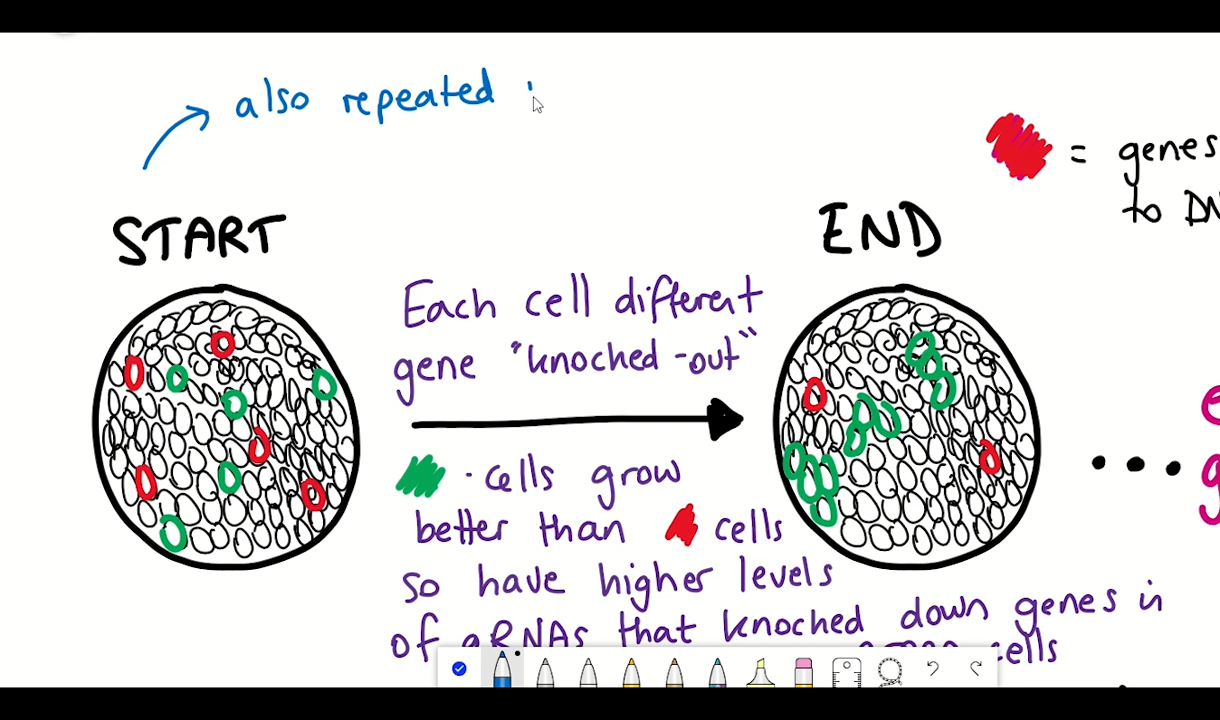 also repeated
= genes
to
START
END
Each cell different
gene "knocked-out"
• cells grow
better than cells
so have higher levels
of gRNAs that knocked down genes in
cells